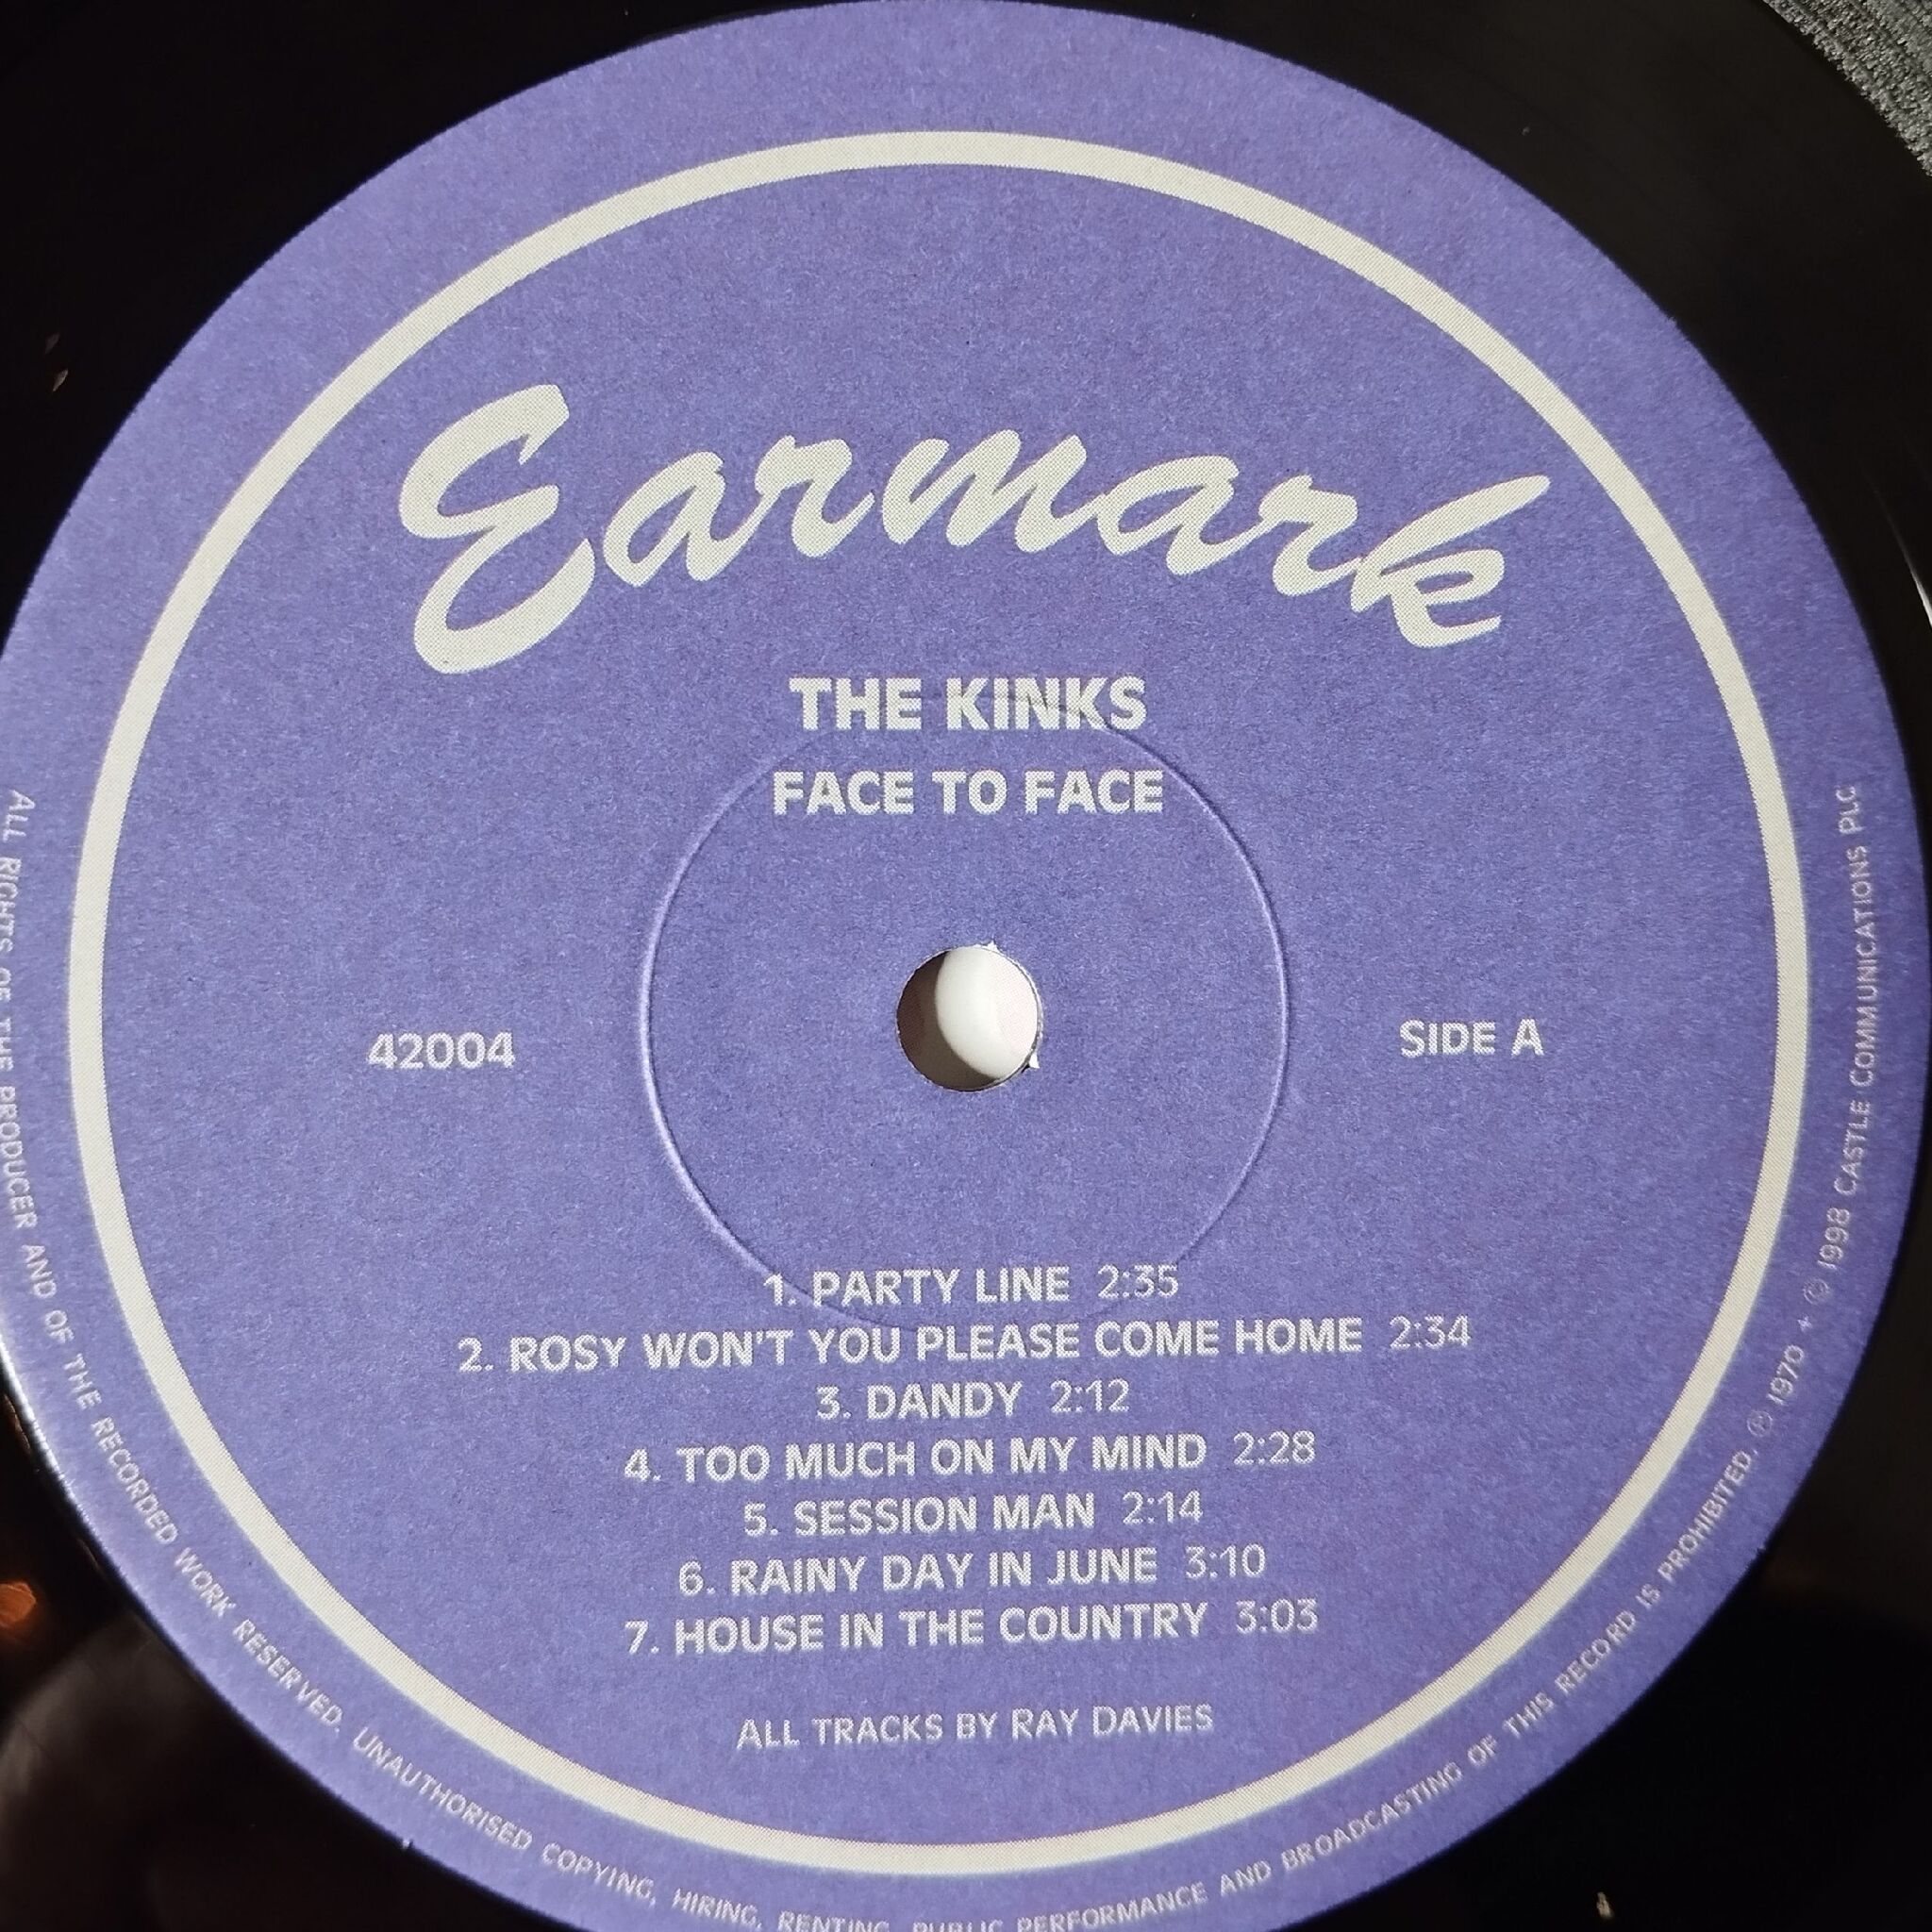 Earmark
THE KINKS
FACE TO FACE
42004
SIDE A
1. PARTY LINE 2:35
2. ROSY WON'T YOU PLEASE COME HOME 2:34
3. DANDY 2:12
4. TOO MUCH ON MY MIND 2:28
5. SESSION MAN 2:14
6. RAINY DAY IN JUNE 3:10
7. HOUSE IN THE COUNTRY 3:03
ALL TRACKS BY RAY DAVIES
ALL RIGHTS OF THE PRODUCER AND OF THE RECORDED WORK RESERVED. UNAUTHORISED COPYING, HIRING, RENTING, PUBLIC PERFORMANCE AND BROADCASTING OF THIS RECORD IS PROHIBITED. ℗ 1970 + © 1998 CASTLE COMMUNICATIONS PLC